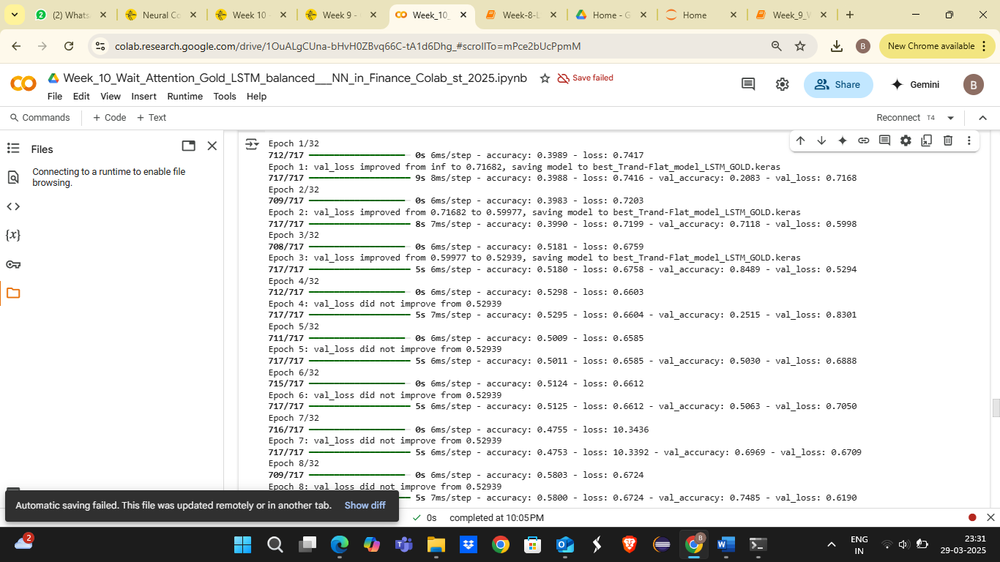 (2) Whats
Neural Co
Week 10 -
Week 9 -
Week_10_
Week-8-L
Home - G
Home
Week_9_W
colab.research.google.com/drive/1OuALgCUna-bHvH0ZBvq66C-tA1d6Dhg_#scrollTo=mPce2bUcPpmM
B
New Chrome available
Week_10_Wait_Attention_Gold_LSTM_balanced___NN_in_Finance_Colab_st_2025.ipynb
Save failed
File Edit View Insert Runtime Tools Help
Share
Gemini
B
Commands + Code + Text
Reconnect T4
Files
Connecting to a runtime to enable file
browsing.
Epoch 1/32
712/717 0s 6ms/step - accuracy: 0.3989 - loss: 0.7417
Epoch 1: val_loss improved from inf to 0.71682, saving model to best_Trand-Flat_model_LSTM_GOLD.keras
717/717 9s 8ms/step - accuracy: 0.3988 - loss: 0.7416 - val_accuracy: 0.2083 - val_loss: 0.7168
Epoch 2/32
709/717 0s 6ms/step - accuracy: 0.3983 - loss: 0.7203
Epoch 2: val_loss improved from 0.71682 to 0.59977, saving model to best_Trand-Flat_model_LSTM_GOLD.keras
717/717 8s 7ms/step - accuracy: 0.3990 - loss: 0.7199 - val_accuracy: 0.7118 - val_loss: 0.5998
Epoch 3/32
708/717 0s 6ms/step - accuracy: 0.5181 - loss: 0.6759
Epoch 3: val_loss improved from 0.59977 to 0.52939, saving model to best_Trand-Flat_model_LSTM_GOLD.keras
717/717 5s 6ms/step - accuracy: 0.5180 - loss: 0.6758 - val_accuracy: 0.8489 - val_loss: 0.5294
Epoch 4/32
712/717 0s 6ms/step - accuracy: 0.5298 - loss: 0.6603
Epoch 4: val_loss did not improve from 0.52939
717/717 5s 7ms/step - accuracy: 0.5295 - loss: 0.6604 - val_accuracy: 0.2515 - val_loss: 0.8301
Epoch 5/32
711/717 0s 6ms/step - accuracy: 0.5009 - loss: 0.6585
Epoch 5: val_loss did not improve from 0.52939
717/717 5s 6ms/step - accuracy: 0.5011 - loss: 0.6585 - val_accuracy: 0.5030 - val_loss: 0.6888
Epoch 6/32
715/717 0s 6ms/step - accuracy: 0.5124 - loss: 0.6612
Epoch 6: val_loss did not improve from 0.52939
717/717 5s 6ms/step - accuracy: 0.5125 - loss: 0.6612 - val_accuracy: 0.5063 - val_loss: 0.7050
Epoch 7/32
716/717 0s 6ms/step - accuracy: 0.4755 - loss: 10.3436
Epoch 7: val_loss did not improve from 0.52939
717/717 5s 6ms/step - accuracy: 0.4753 - loss: 10.3392 - val_accuracy: 0.6969 - val_loss: 0.6709
Epoch 8/32
709/717 0s 6ms/step - accuracy: 0.5803 - loss: 0.6724
Epoch 8: val_loss did not improve from 0.52939
5s 7ms/step - accuracy: 0.5800 - loss: 0.6724 - val_accuracy: 0.7485 - val_loss: 0.6190
Automatic saving failed. This file was updated remotely or in another tab. Show diff
0s completed at 10:05 PM
2
B
ENG
IN
23:31
29-03-2025